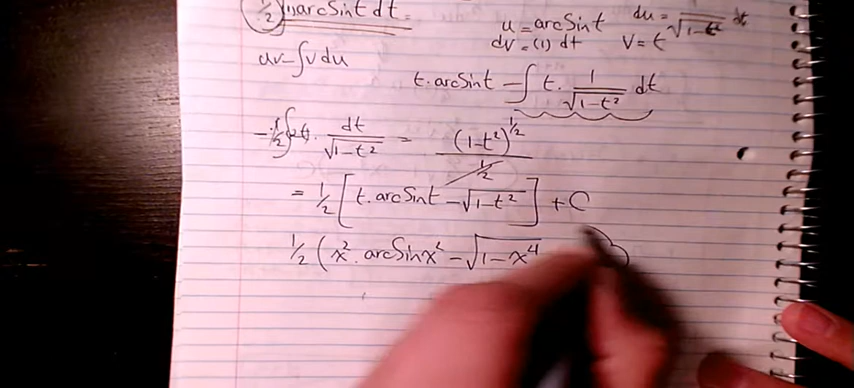 1/2 ∫1·arcSint dt =
u = arcSint du = 1/√(1-t²) dt
dv = (1) dt v = t
uv - ∫v du
t·arcSint - ∫ t · 1/√(1-t²) dt
dt/√(1-t²) = (1-t²)^(1/2) / (1/2)
= 1/2 [t·arcSint - √(1-t²)] + C
1/2 (x²·arcSinx² - √(1-x⁴)